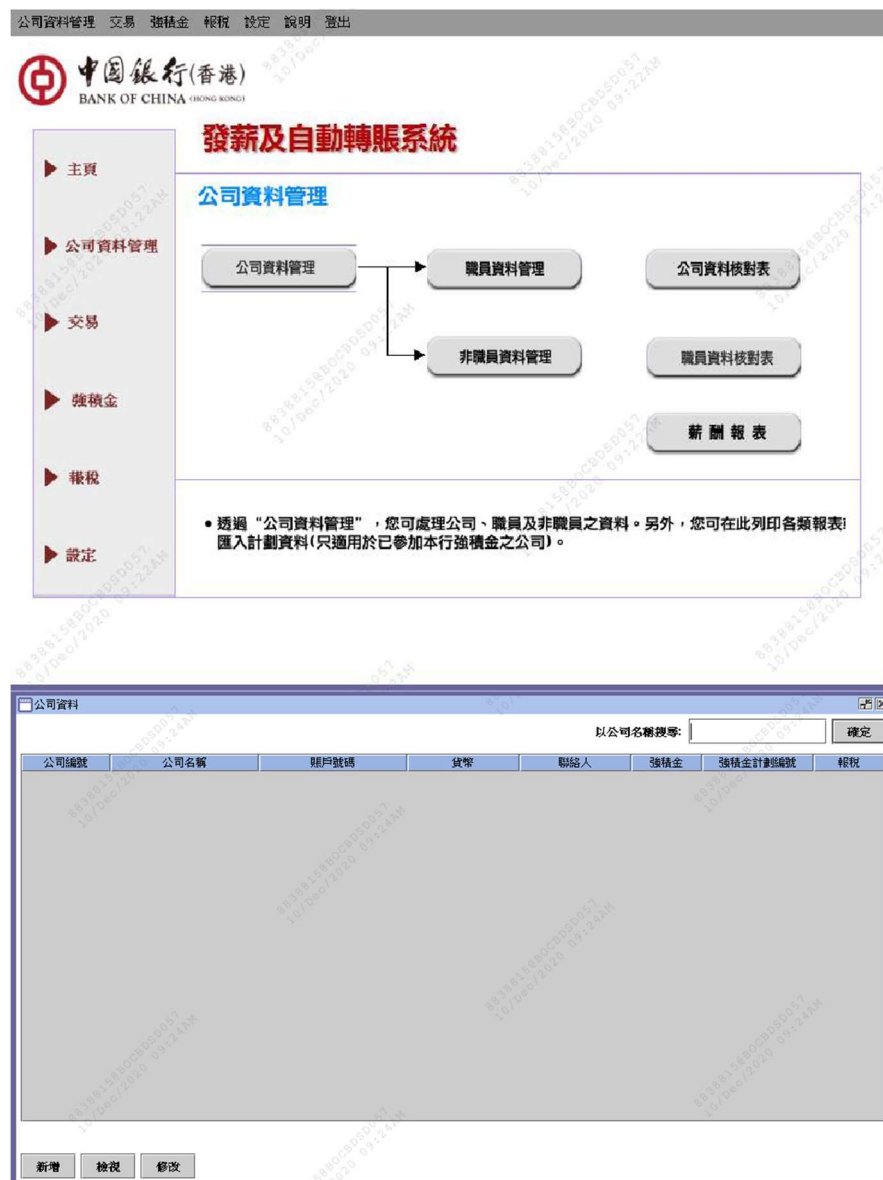 公司資料管理 交易 強積金 報稅 設定 說明 登出
中國銀行(香港)
BANK OF CHINA (HONG KONG)
發薪及自動轉賬系統
主頁
公司資料管理
公司資料管理
公司資料管理 職員資料管理 公司資料核對表
交易
非職員資料管理 職員資料核對表
強積金
薪酬報表
報稅
• 透過 "公司資料管理" ,您可處理公司、職員及非職員之資料。另外,您可在此列印各類報表
匯入計劃資料(只適用於已參加本行強積金之公司)。
設定
公司資料
以公司名稱搜尋: 確定
公司編號 公司名稱 賬戶號碼 貨幣 聯絡人 強積金 強積金計劃編號 報稅
新增 檢視 修改